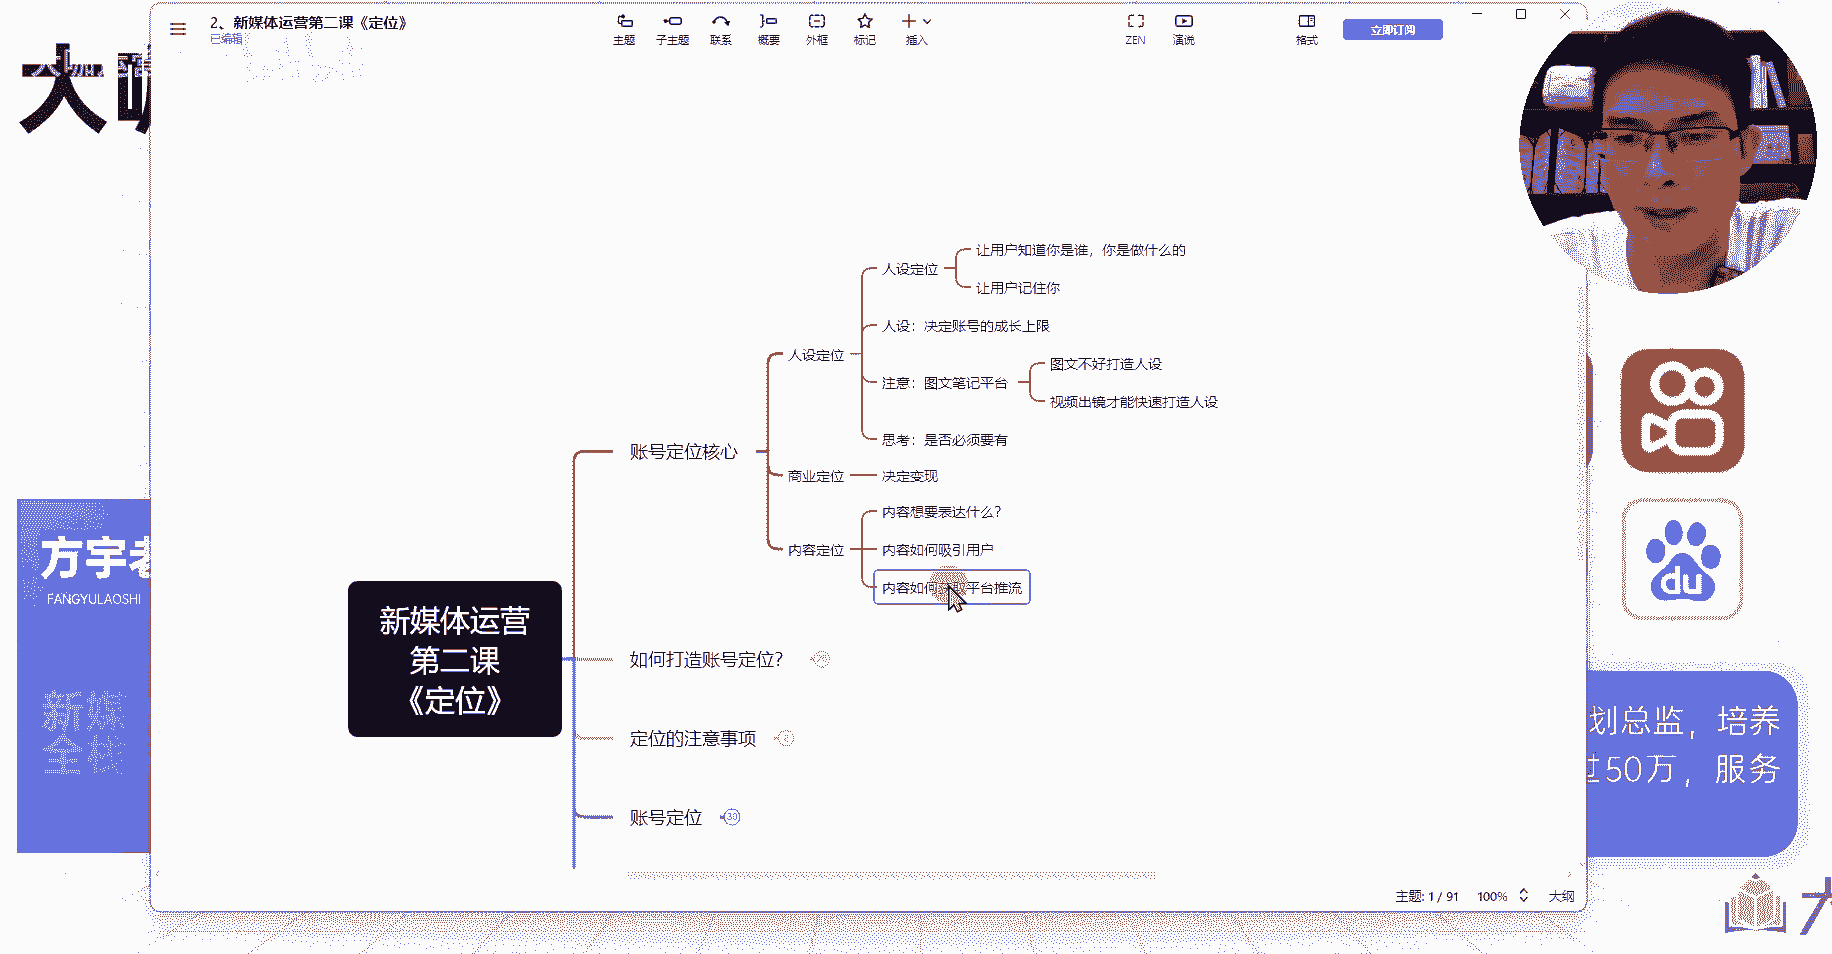 2、新媒体运营第二课《定位》
已编辑
主题
子主题
联系
概要
外框
标记
插入
ZEN
演说
格式
立即订阅
大
让用户知道你是谁，你是做什么的
人设定位
让用户记住你
人设：决定账号的成长上限
人设定位
图文不好打造人设
注意：图文笔记平台
视频出镜才能快速打造人设
思考：是否必须要有
账号定位核心
商业定位
决定变现
内容想要表达什么？
内容定位
内容如何吸引用户
内容如何获取平台推流
新媒体运营
第二课
《定位》
如何打造账号定位？
定位的注意事项
账号定位
30
方宇老
FANGYULAOSHI
新媒
全栈
du
划总监，培养
过50万，服务
主题: 1 / 91
100%
大纲